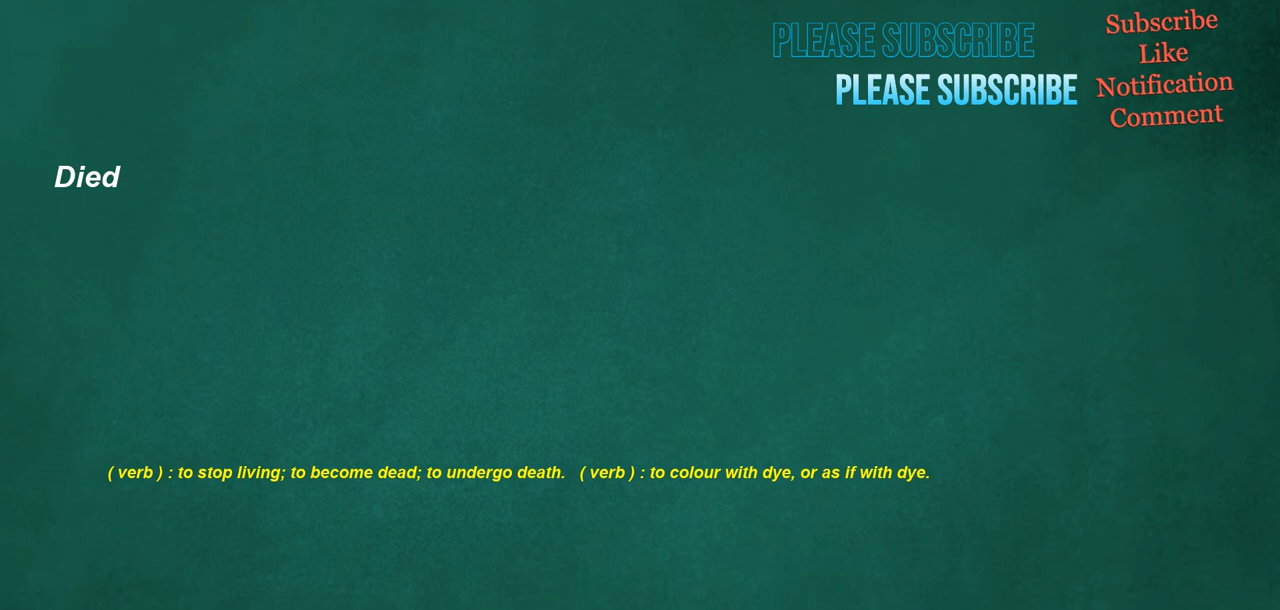 PLEASE SUBSCRIBE
PLEASE SUBSCRIBE
Subscribe
Like
Notification
Comment
Died
( verb ) : to stop living; to become dead; to undergo death.   ( verb ) : to colour with dye, or as if with dye.